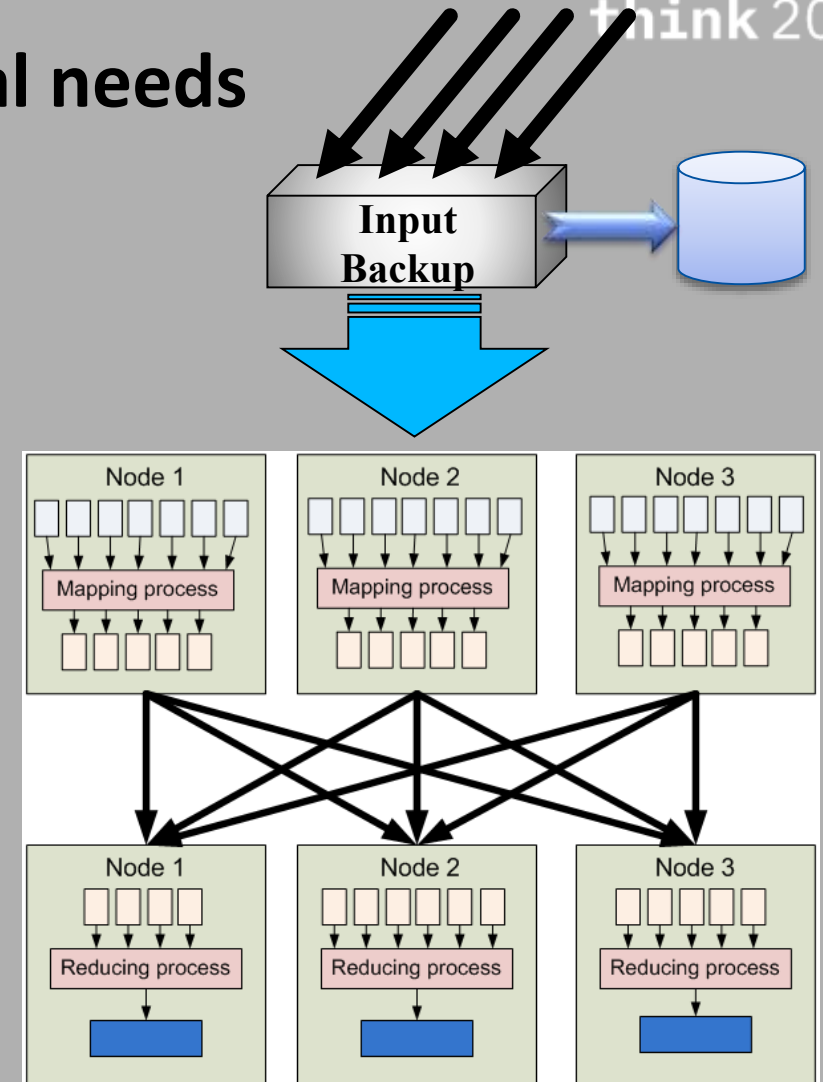 think 20
al needs
Input
Backup
Node 1
Node 2
Node 3
Mapping process
Mapping process
Mapping process
Node 1
Node 2
Node 3
Reducing process
Reducing process
Reducing process